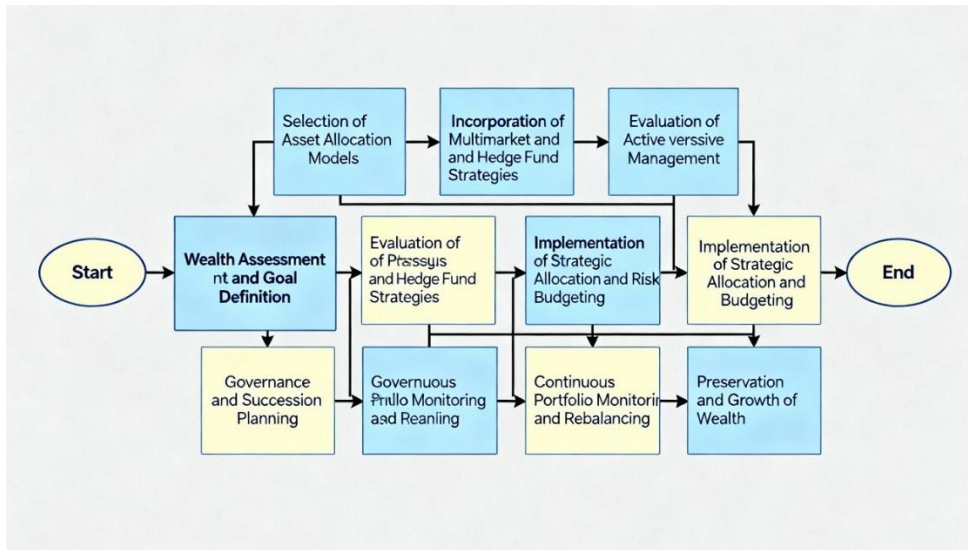 Selection of
Asset Allocation
Models
Incorporation of
Multimarket and
and Hedge Fund
Strategies
Evaluation of
Active verssive
Management
Start
Wealth Assessment
nt and Goal
Definition
Evaluation of
of
and Hedge Fund
Strategies
Implementation
of Strategic
Allocation and Risk
Budgeting
Implementation
of Strategic
Allocation and
Budgeting
End
Governance
and Succession
Planning
Governuous
Monitoring
and
Continuous
Portfolio Monitorir
and Rebalancing
Preservation
and Growth of
Wealth